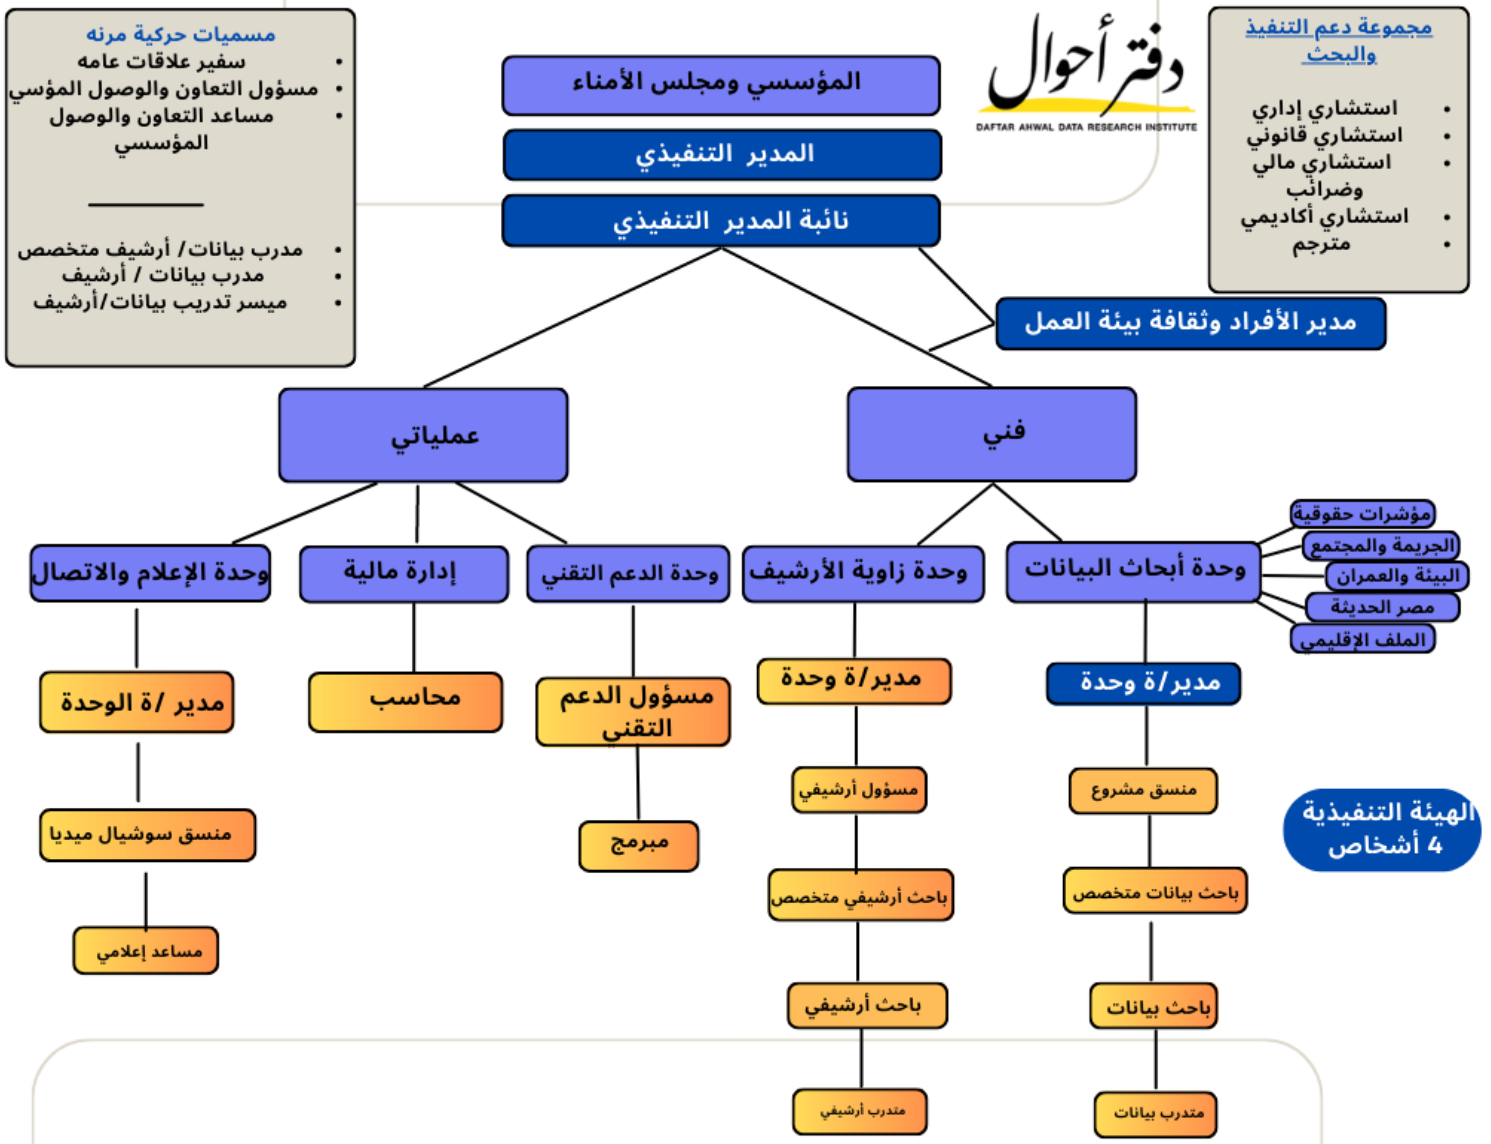 مجموعة دعم التنفيذ
والبحث
استشاري إداري
استشاري قانوني
استشاري مالي
وضرائب
استشاري أكاديمي
مترجم
دفتر أحوال
DAFTAR AHWAL DATA RESEARCH INSTITUTE
المؤسسي ومجلس الأمناء
المدير التنفيذي
نائبة المدير التنفيذي
مسميات حركية مرنه
سفير علاقات عامه
مسؤول التعاون والوصول المؤسي
مساعد التعاون والوصول
المؤسسي
مدرب بيانات/ أرشيف متخصص
مدرب بيانات / أرشيف
ميسر تدريب بيانات/أرشيف
مدير الأفراد وثقافة بيئة العمل
فني
عملياتي
مؤشرات حقوقية
الجريمة والمجتمع
البيئة والعمران
مصر الحديثة
الملف الإقليمي
وحدة أبحاث البيانات
وحدة زاوية الأرشيف
وحدة الدعم التقني
إدارة مالية
وحدة الإعلام والاتصال
مدير/ة وحدة
مدير/ة وحدة
مسؤول الدعم
التقني
محاسب
مدير /ة الوحدة
منسق مشروع
مسؤول أرشيفي
مبرمج
منسق سوشيال ميديا
الهيئة التنفيذية
4 أشخاص
باحث بيانات متخصص
باحث أرشيفي متخصص
مساعد إعلامي
باحث بيانات
باحث أرشيفي
متدرب بيانات
متدرب أرشيفي